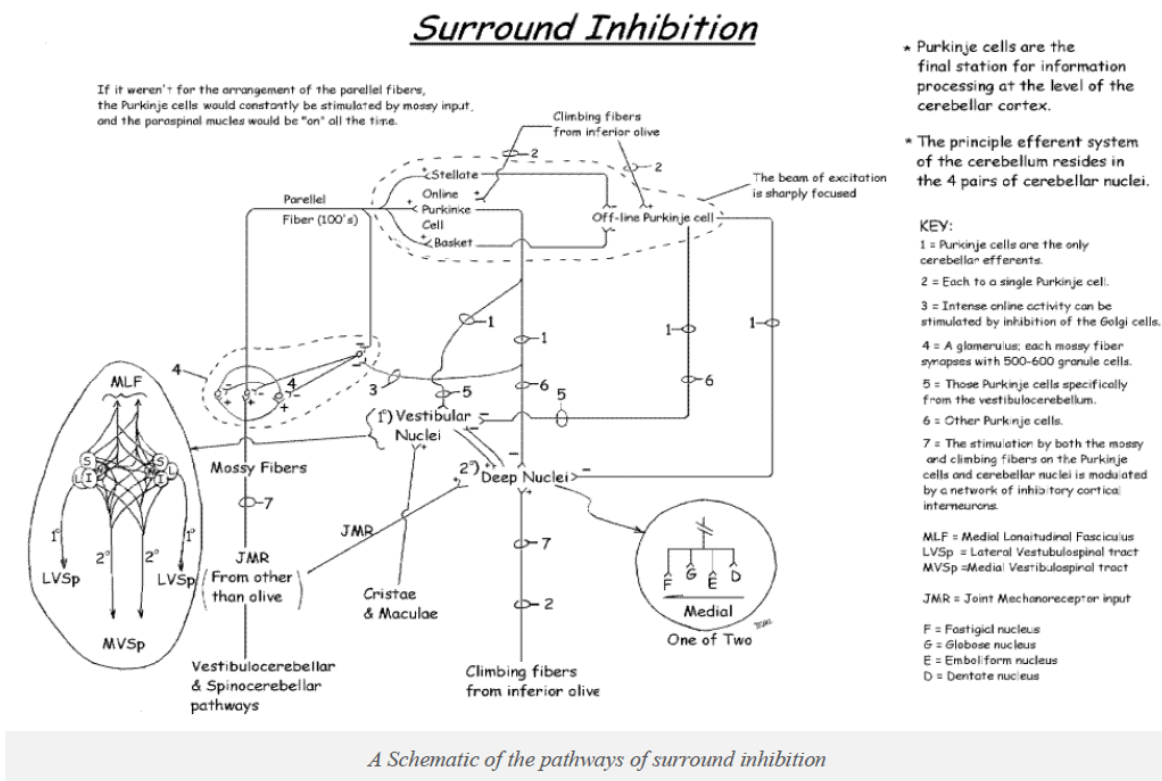 Surround Inhibition
If it weren't for the arrangement of the parellel fibers,
the Purkinje cells would constantly be stimulated by mossy input,
and the paraspinal mucles would be "on" all the time.
Climbing fibers
from inferior olive
2
2
Stellate
Online
Purkinke
Cell
Basket
Parellel
Fiber (100's)
Off-line Purkinje cell
The beam of excitation
is sharply focused
1
1
1
1
6
6
5
5
3
4
4
MLF
S
S
L
I
L
I
1°
1°
2°
2°
LVSp
LVSp
MVSp
(1°) Vestibular
Nuclei
2°) Deep Nuclei
Mossy Fibers
7
JMR
JMR
(From other
than olive)
Cristae
& Maculae
7
2
Vestibulocerebellar
& Spinocerebellar
pathways
Climbing fibers
from inferior olive
F G E D
Medial
One of Two
* Purkinje cells are the
final station for information
processing at the level of the
cerebellar cortex.
* The principle efferent system
of the cerebellum resides in
the 4 pairs of cerebellar nuclei.
KEY:
1 = Purkinje cells are the only
cerebellar efferents.
2 = Each to a single Purkinje cell.
3 = Intense online activity can be
stimulated by inhibition of the Golgi cells.
4 = A glomerulus; each mossy fiber
synapses with 500-600 granule cells.
5 = Those Purkinje cells specifically
from the vestibulocerebellum.
6 = Other Purkinje cells.
7 = The stimulation by both the mossy
and climbing fibers on the Purkinje
cells and cerebellar nuclei is modulated
by a network of inhibitory cortical
interneurons.
MLF = Medial Lonaitudinal Fasciculus
LVSp = Lateral Vestubulospinal tract
MVSp =Medial Vestibulospinal tract
JMR = Joint Mechanoreceptor input
F = Fastigial nucleus
G = Globose nucleus
E = Emboliform nucleus
D = Dentate nucleus
A Schematic of the pathways of surround inhibition